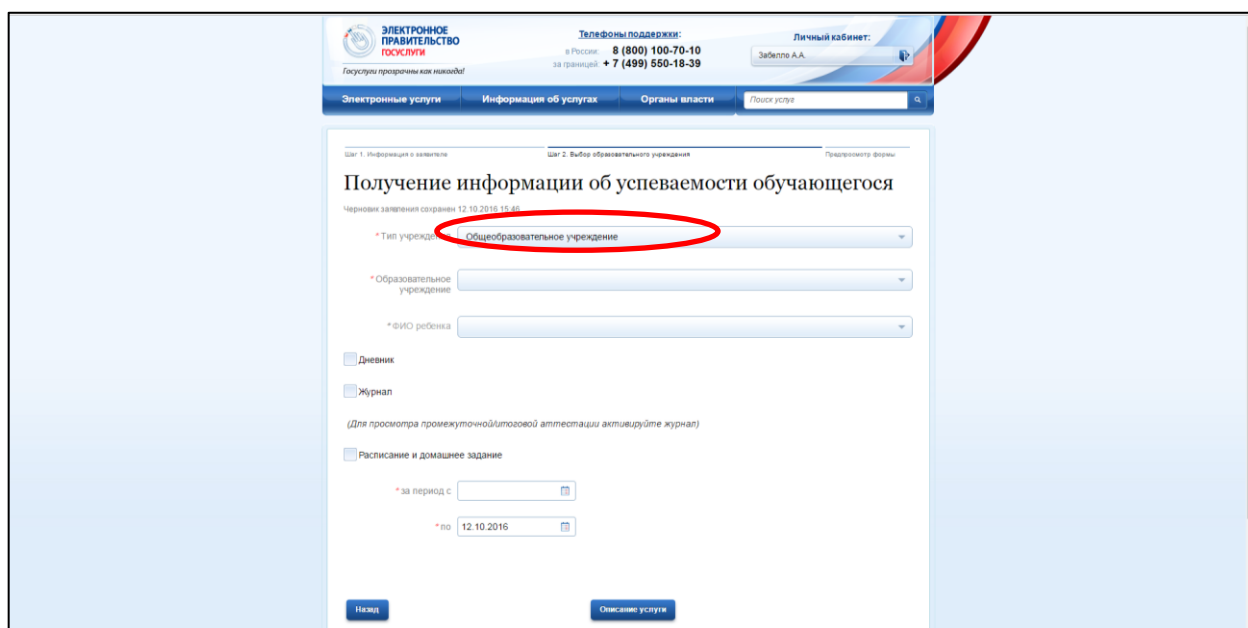 ЭЛЕКТРОННОЕ
ПРАВИТЕЛЬСТВО
ГОСУСЛУГИ
Госуслуги прозрачны как никогда!
Телефоны поддержки:
в России: 8 (800) 100-70-10
за границей: + 7 (499) 550-18-39
Личный кабинет:
Забелло А.А.
Электронные услуги Информация об услугах Органы власти Поиск услуг
Шаг 1. Информация о заявителе Шаг 2. Выбор образовательного учреждения Предпросмотр формы
Получение информации об успеваемости обучающегося
Черновик заявления сохранен 12.10.2016 15:46
*Тип учреждения Общеобразовательное учреждение
*Образовательное
учреждение
*ФИО ребенка
Дневник
Журнал
(Для просмотра промежуточной/итоговой аттестации активируйте журнал)
Расписание и домашнее задание
*за период с
*по 12.10.2016
Назад Описание услуги